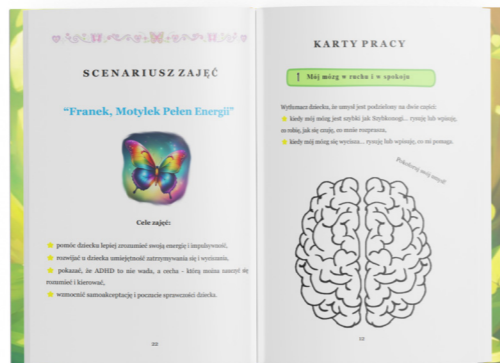 SCENARIUSZ ZAJĘĆ
“Franek, Motylek Pełen Energii”
Cele zajęć:
pomóc dziecku lepiej zrozumieć swoją energię i impulsywność,
rozwijać u dziecka umiejętność zatrzymywania się i wyciszania,
pokazać, że ADHD to nie wada, a cecha - którą można nauczyć się
rozumieć i kierować,
wzmocnić samoakceptację i poczucie sprawczości dziecka.
22
KARTY PRACY
1 Mój mózg w ruchu i w spokoju
Wytłumacz dziecku, że umysł jest podzielony na dwie części:
kiedy mój mózg jest szybki jak Szybkonogi... rysuję lub wpisuję,
co robię, jak się czuję, co mnie rozprasza,
kiedy mój mózg się wycisza... rysuję lub wpisuję, co mi pomaga.
Pokoloruj mój umysł!
12